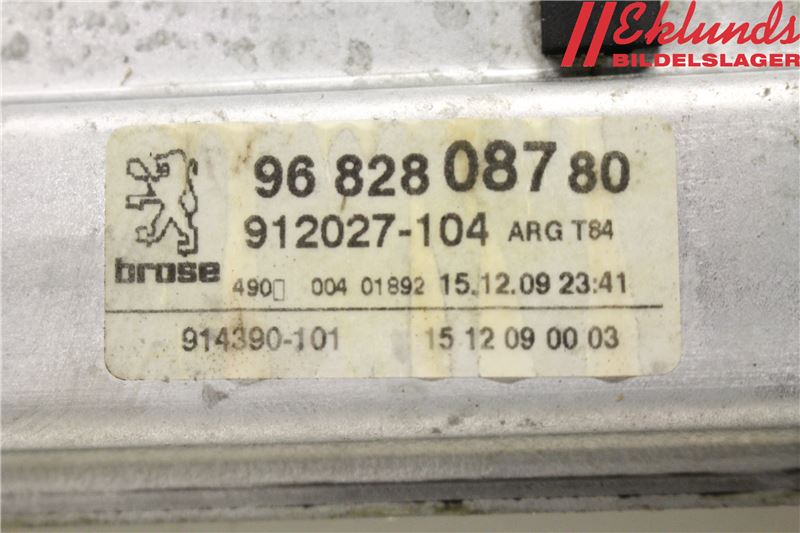 Eklunds
BILDELSLAGER
96 828 087 80
912027-104 ARG T84
brose
490 004 01892 15.12.09 23:41
914390-101 15 12 09 00 03